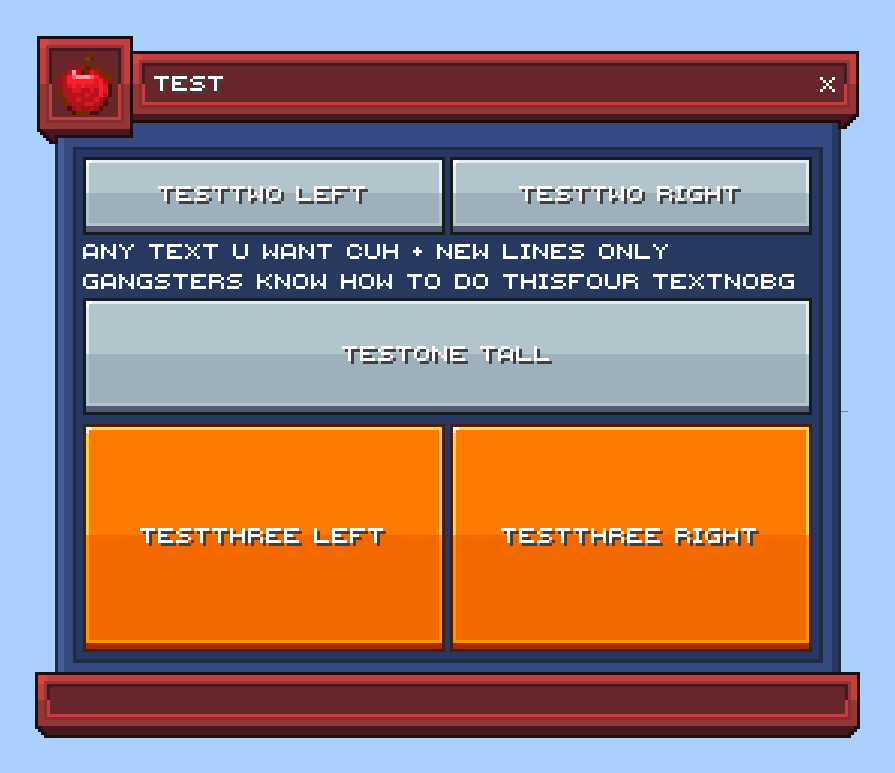 TEST X
TESTTWO LEFT TESTTWO RIGHT
ANY TEXT U WANT CUH + NEW LINES ONLY
GANGSTERS KNOW HOW TO DO THISFOUR TEXTNOBG
TESTONE TALL
TESTTHREE LEFT TESTTHREE RIGHT